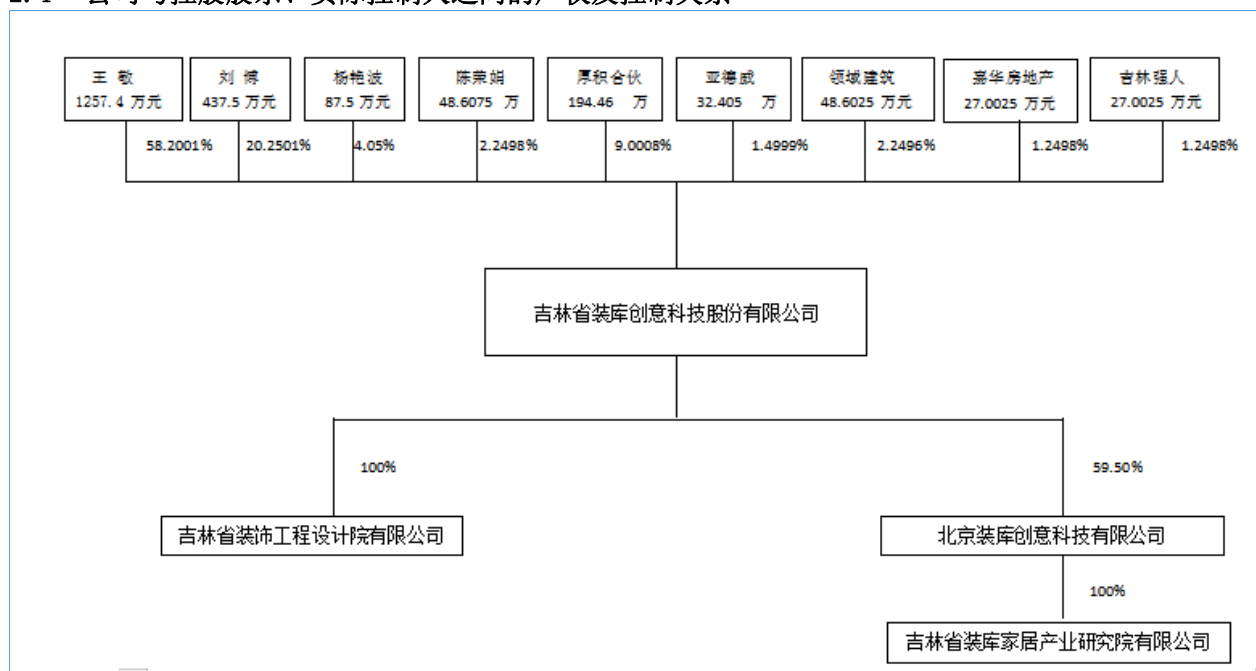 王 敬
1257.4 万元
刘 博
437.5 万元
杨艳波
87.5 万元
陈荣娟
48.6075 万
厚积合伙
194.46 万
亚德威
32.405 万
领域建筑
48.6025 万元
嘉华房地产
27.0025 万元
吉林强人
27.0025 万元
58.2001%
20.2501%
4.05%
2.2498%
9.0008%
1.4999%
2.2496%
1.2498%
1.2498%
吉林省装库创意科技股份有限公司
100%
59.50%
吉林省装饰工程设计院有限公司
北京装库创意科技有限公司
100%
吉林省装库家居产业研究院有限公司